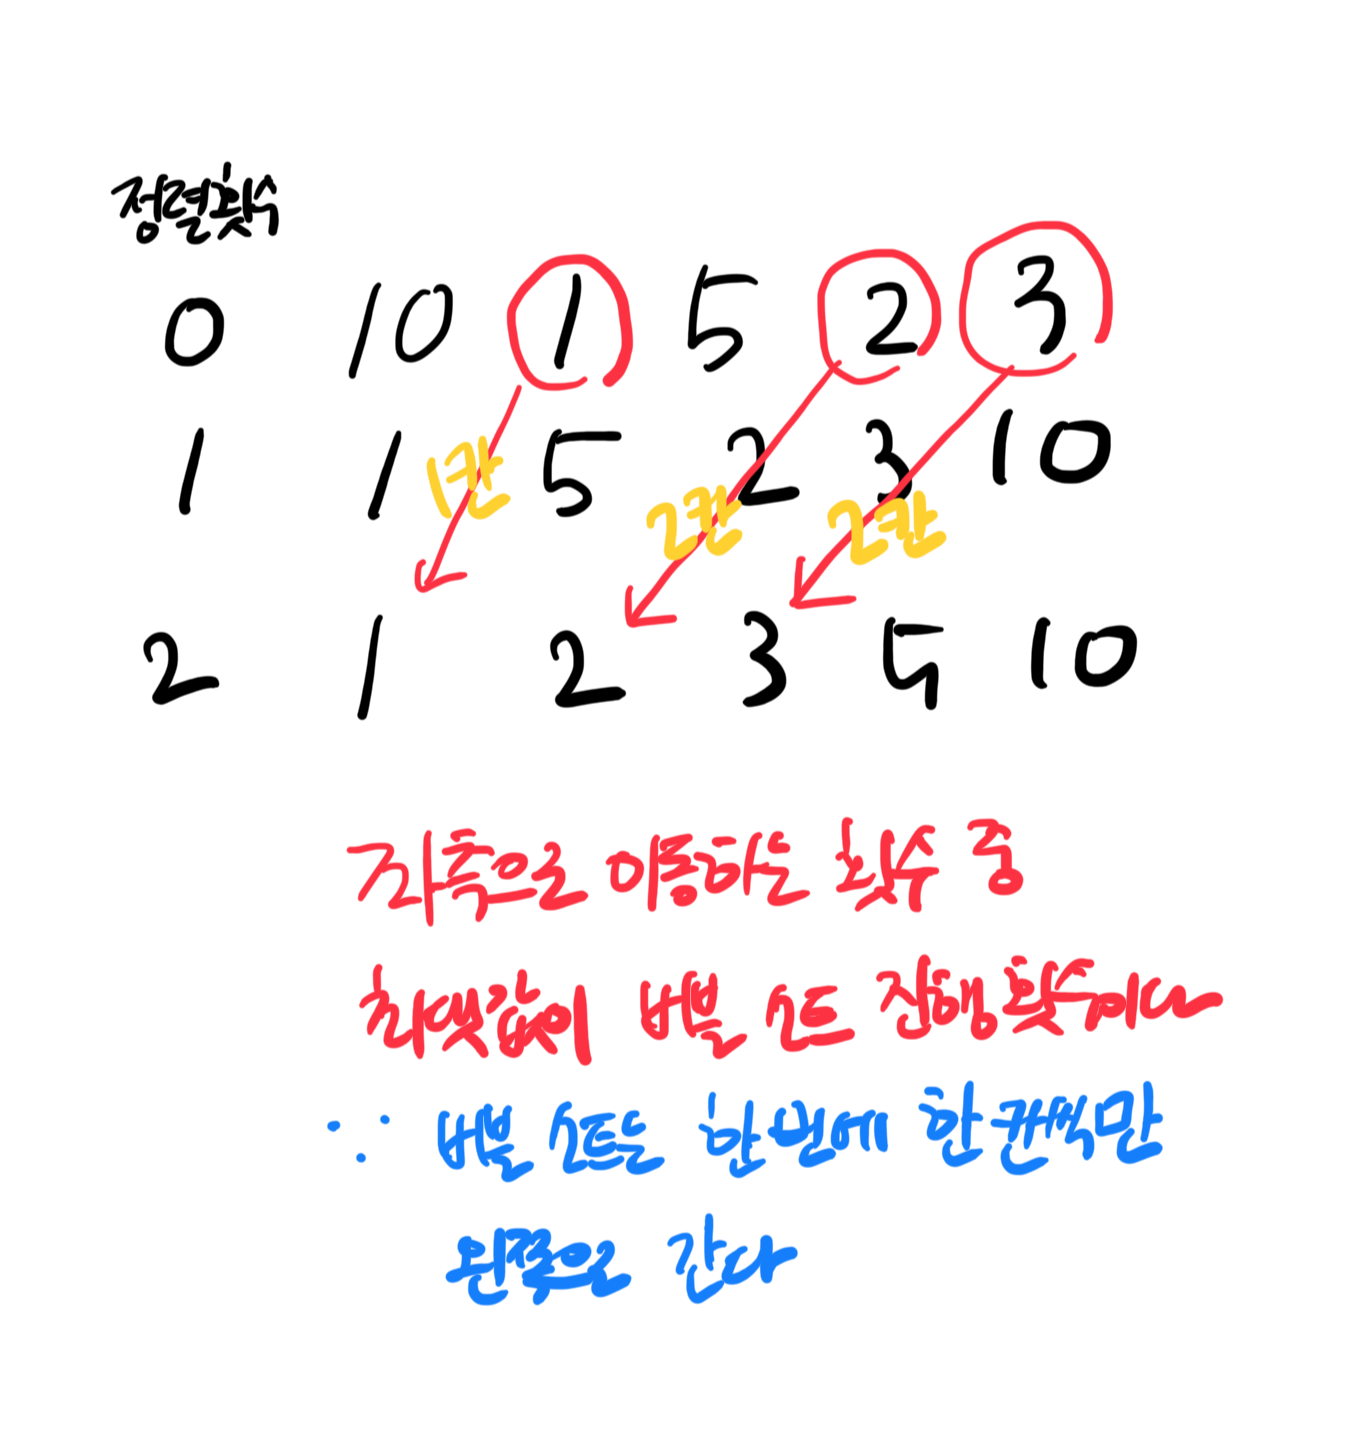 정렬횟수
0 10 1 5 2 3
1 1 5 2 3 10
1칸 2칸 2칸
2 1 2 3 5 10
좌측으로 이동하는 횟수 중
최댓값이 버블 소트 진행 횟수이다
∵ 버블 소트는 한 번에 한 칸씩만
왼쪽으로 간다